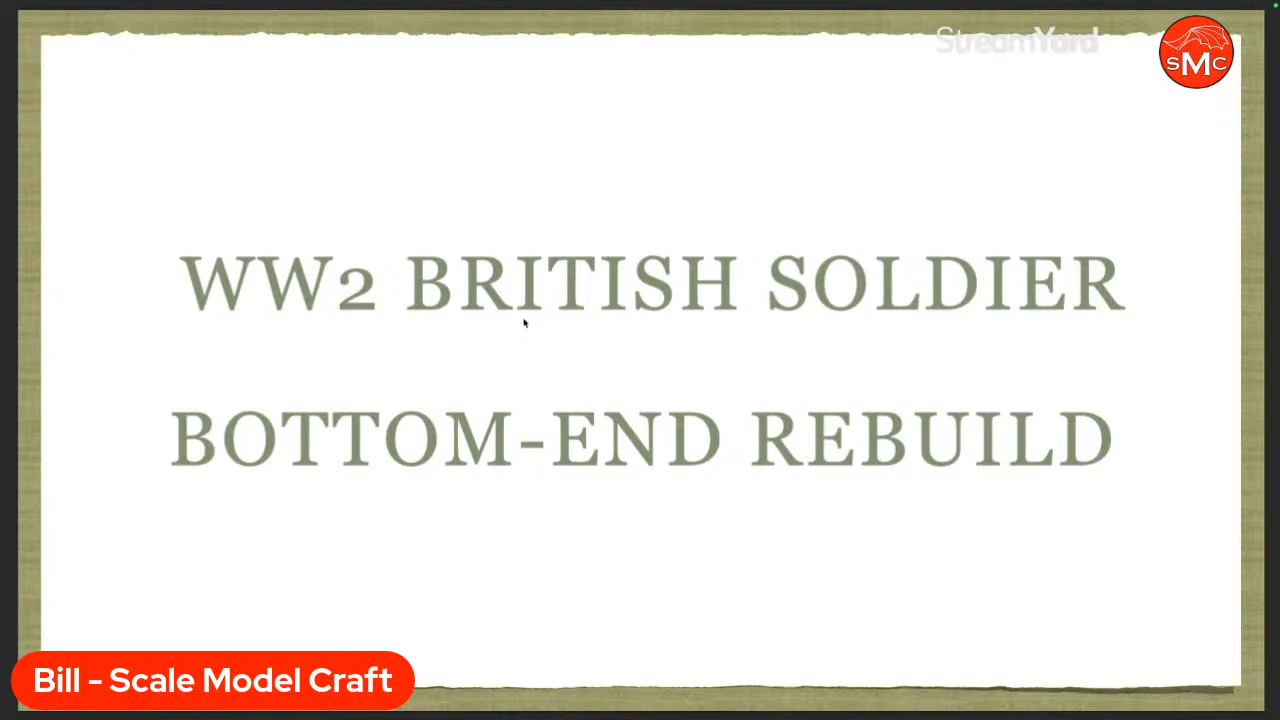 StreamYard
SMC
WW2 BRITISH SOLDIER
BOTTOM-END REBUILD
Bill - Scale Model Craft